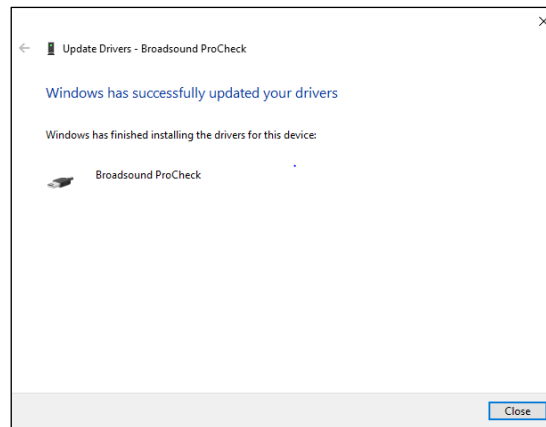 Update Drivers - Broadsound ProCheck
Windows has successfully updated your drivers
Windows has finished installing the drivers for this device:
Broadsound ProCheck
Close